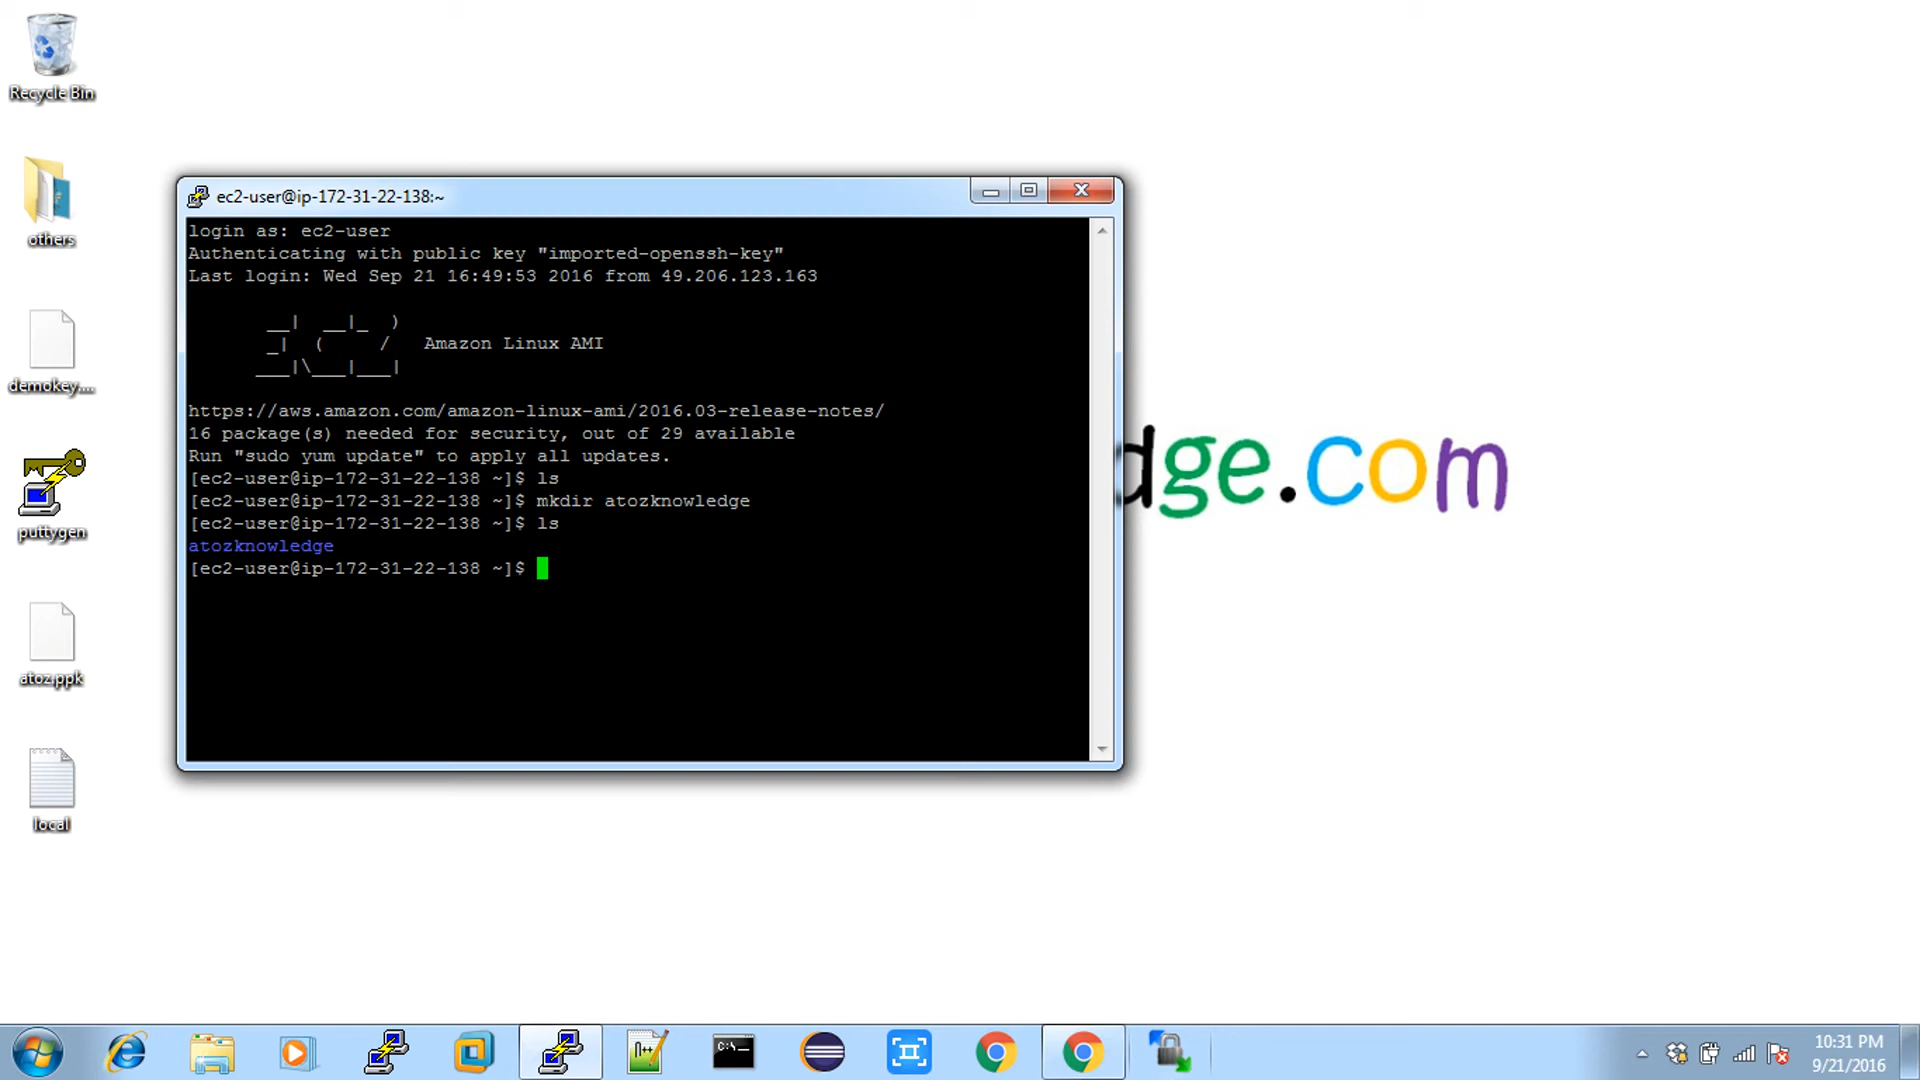 Recycle Bin
others
demokey....
puttygen
atoz.ppk
local
ec2-user@ip-172-31-22-138:~
login as: ec2-user
Authenticating with public key "imported-openssh-key"
Last login: Wed Sep 21 16:49:53 2016 from 49.206.123.163
__|  __|_  )
_|  (     /   Amazon Linux AMI
___|\___|___|
https://aws.amazon.com/amazon-linux-ami/2016.03-release-notes/
16 package(s) needed for security, out of 29 available
Run "sudo yum update" to apply all updates.
[ec2-user@ip-172-31-22-138 ~]$ ls
[ec2-user@ip-172-31-22-138 ~]$ mkdir atozknowledge
[ec2-user@ip-172-31-22-138 ~]$ ls
atozknowledge
[ec2-user@ip-172-31-22-138 ~]$
dge.com
C:\_
10:31 PM
9/21/2016